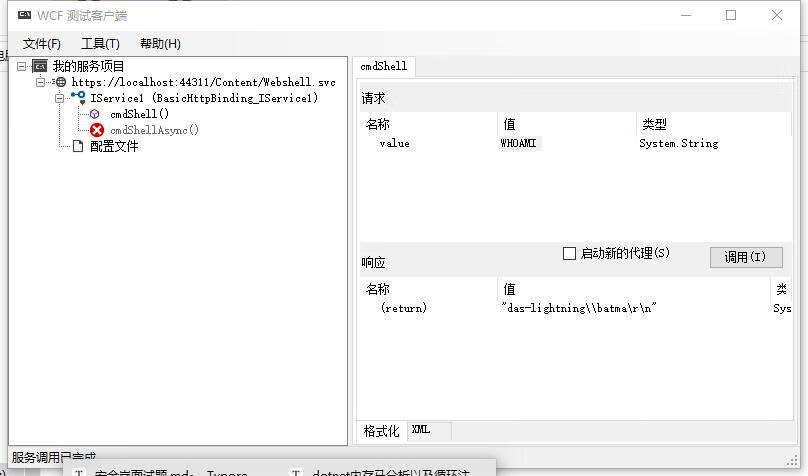 WCF 测试客户端
文件(F) 工具(T) 帮助(H)
我的服务项目
https://localhost:44311/Content/Webshell.svc
IService1 (BasicHttpBinding_IService1)
cmdShell()
cmdShellAsync()
配置文件
cmdShell
请求
名称 值 类型
value WHOAMI System.String
启动新的代理(S) 调用(I)
响应
名称 值 类
(return) "das-lightning\\batma\r\n" Sys
格式化 XML
服务调用已完成